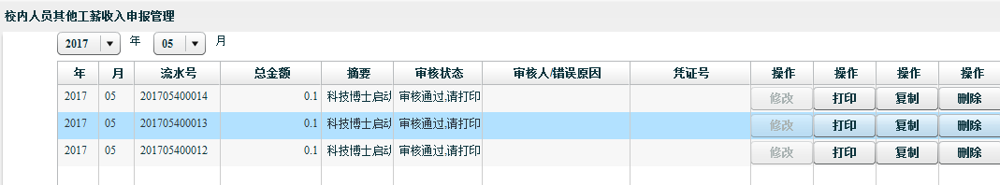 校内人员其他工薪收入申报管理
2017 年 05 月
年 月 流水号 总金额 摘要 审核状态 审核人/错误原因 凭证号 操作 操作 操作 操作
2017 05 201705400014 0.1 科技博士启动 审核通过,请打印 修改 打印 复制 删除
2017 05 201705400013 0.1 科技博士启动 审核通过,请打印 修改 打印 复制 删除
2017 05 201705400012 0.1 科技博士启动 审核通过,请打印 修改 打印 复制 删除